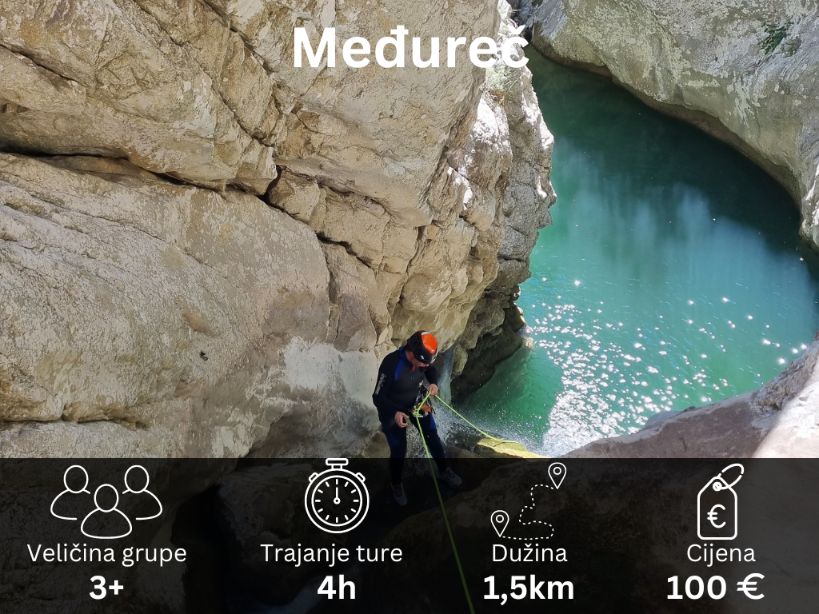 Međureč
Veličina grupe
3+
Trajanje ture
4h
Dužina
1,5km
Cijena
€
100 €